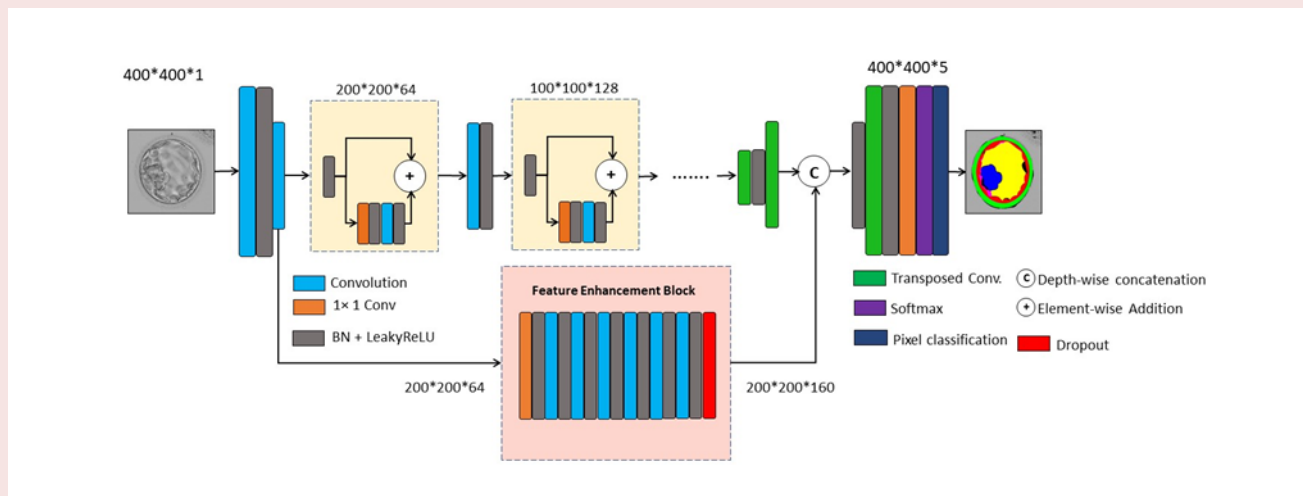 400*400*1
200*200*64
100*100*128
400*400*5
+
+
.......
C
Convolution
1× 1 Conv
BN + LeakyReLU
Feature Enhancement Block
Transposed Conv.
Softmax
Pixel classification
C Depth-wise concatenation
+ Element-wise Addition
Dropout
200*200*64
200*200*160